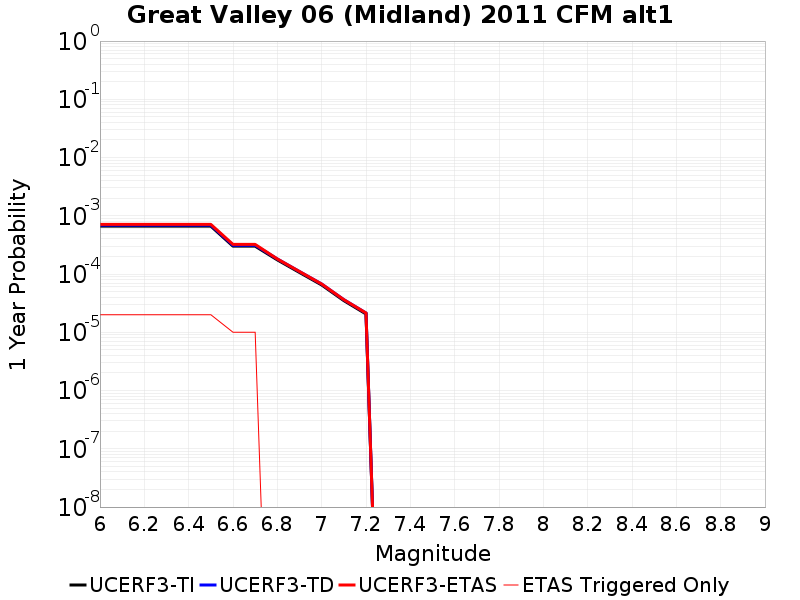 Great Valley 06 (Midland) 2011 CFM alt1
1 Year Probability
10^0
10^-1
10^-2
10^-3
10^-4
10^-5
10^-6
10^-7
10^-8
6 6.2 6.4 6.6 6.8 7 7.2 7.4 7.6 7.8 8 8.2 8.4 8.6 8.8 9
Magnitude
UCERF3-TI UCERF3-TD UCERF3-ETAS ETAS Triggered Only